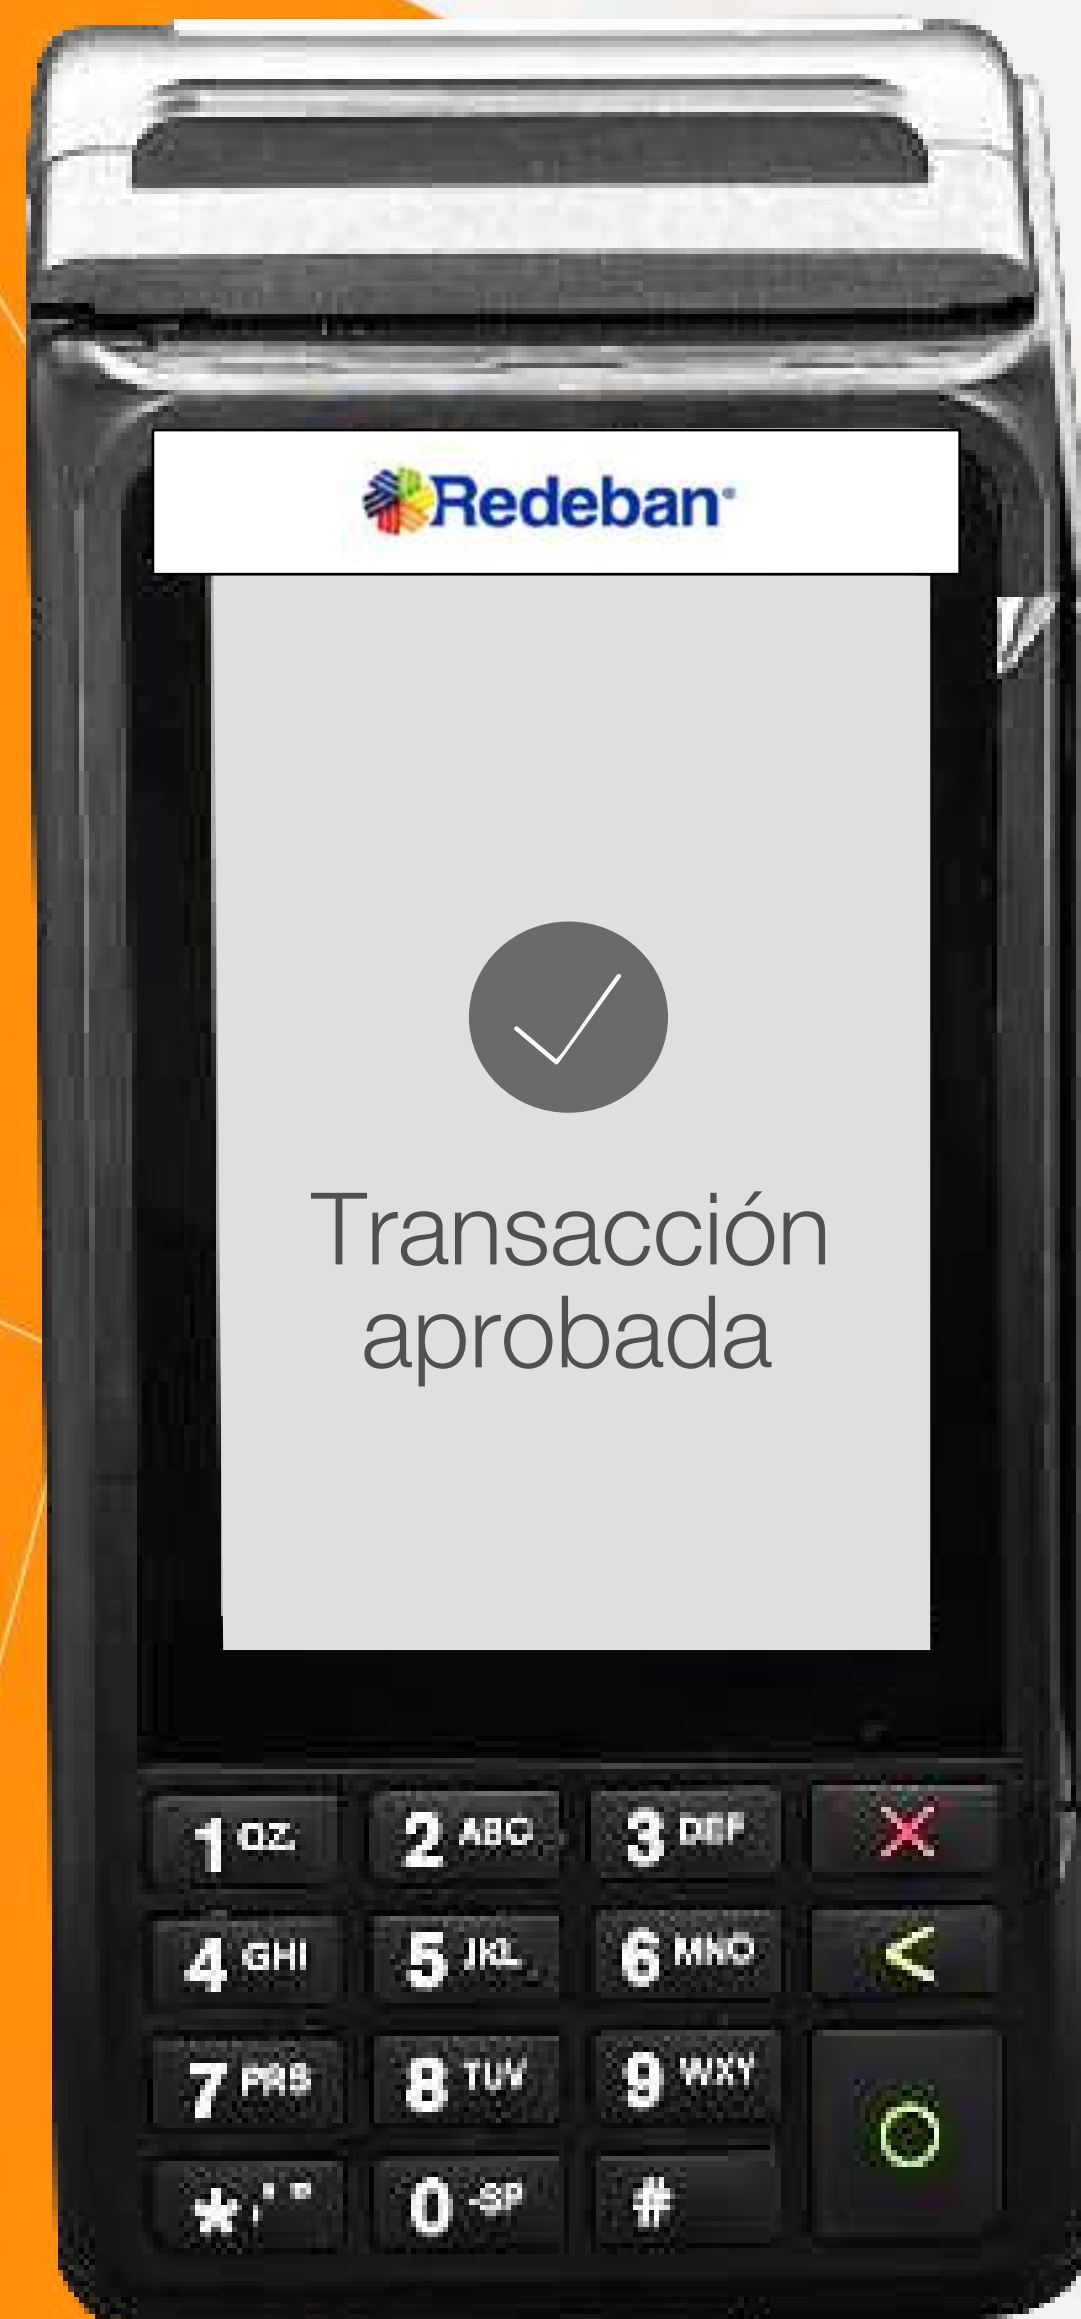 Redeban
Transacción
aprobada
1 QZ.
2 ABC
3 DEF
4 GHI
5 JKL
6 MNO
7 PRS
8 TUV
9 WXY
0 -SP
#